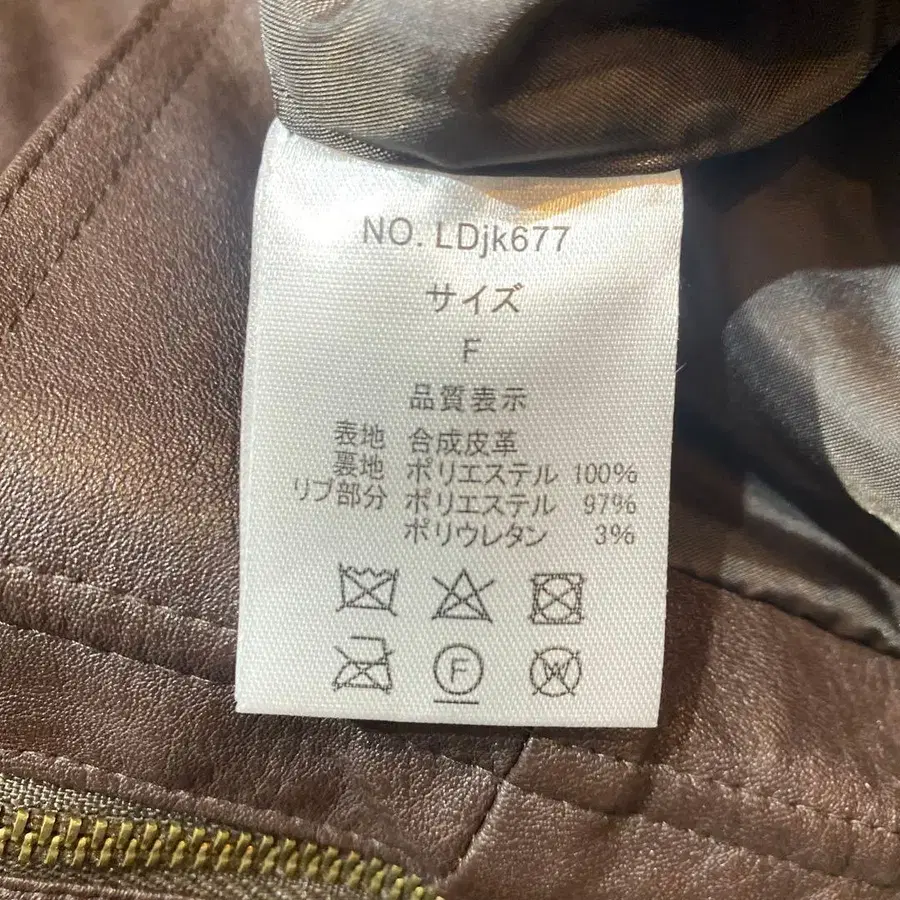 NO. LDjk677
サイズ
F
品質表示
表地 合成皮革
裏地 ポリエステル 100%
リブ部分 ポリエステル 97%
ポリウレタン 3%
F W